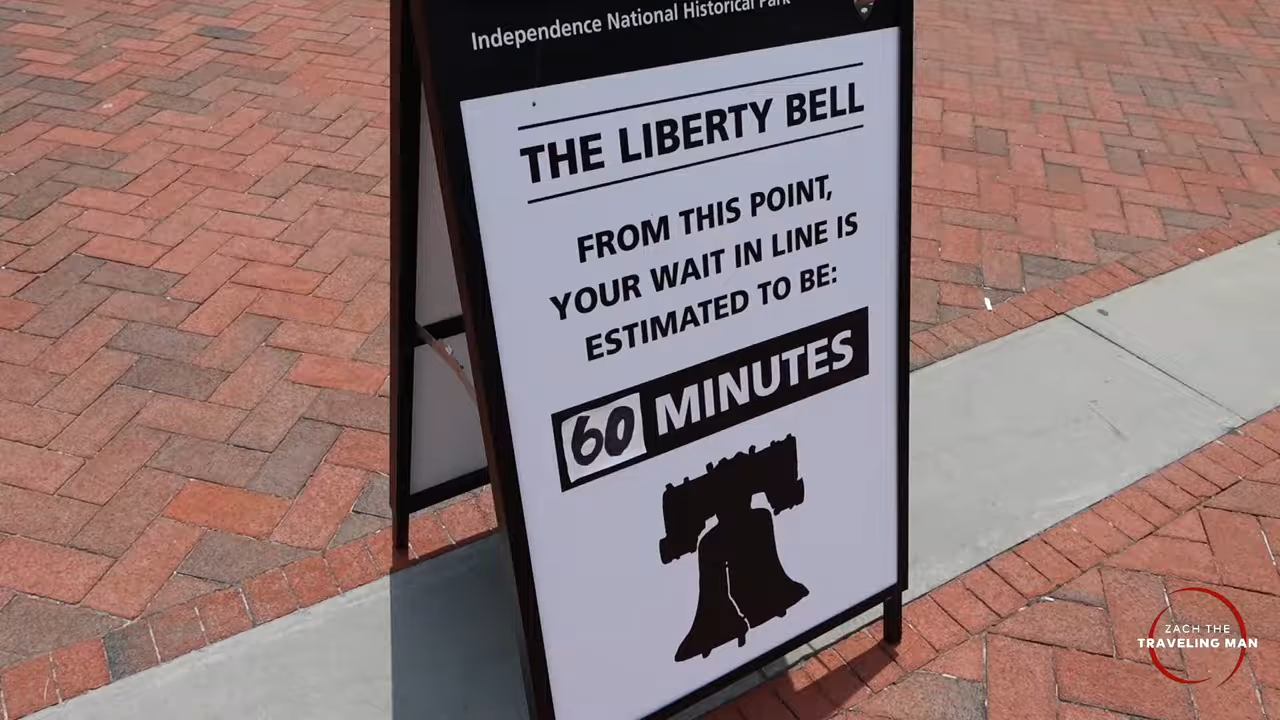 Independence National Historical Park
THE LIBERTY BELL
FROM THIS POINT,
YOUR WAIT IN LINE IS
ESTIMATED TO BE:
60 MINUTES
ZACH THE
TRAVELING MAN